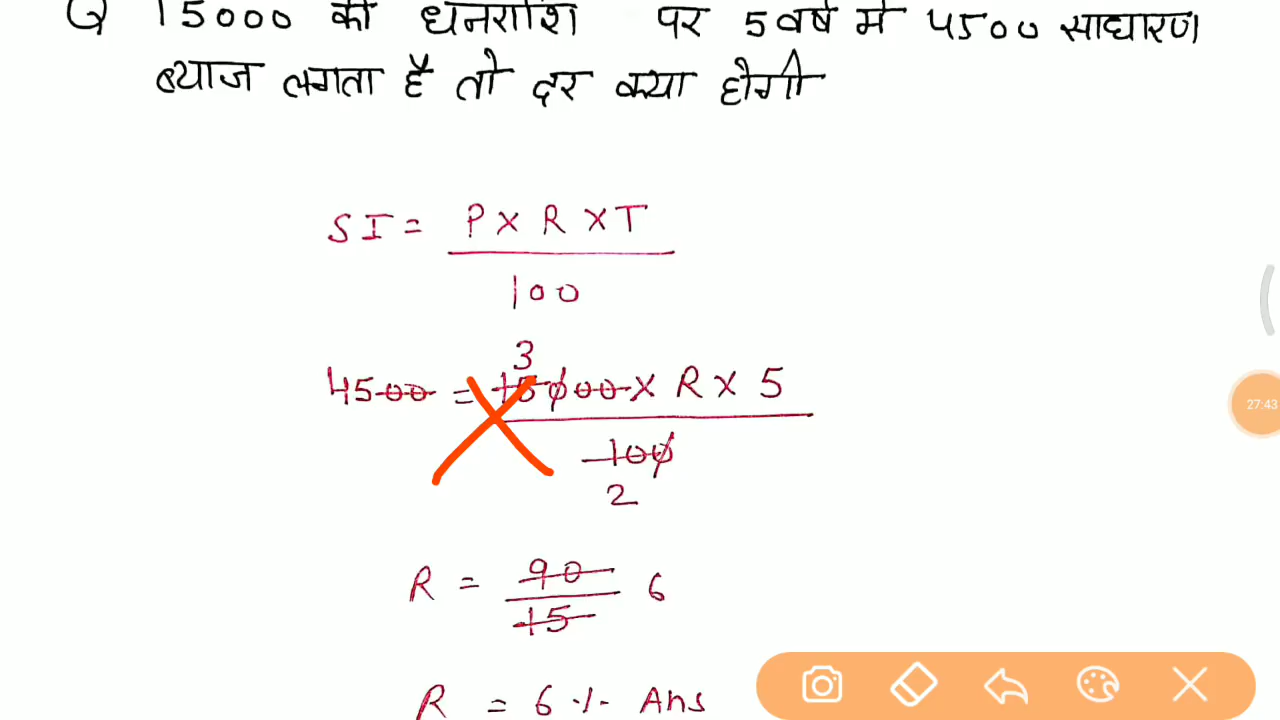 Q 15000 की धनराशि पर 5 वर्ष में 4500 साधारण
ब्याज लगता है तो दर क्या होगी
SI = P × R × T
100
3
4500 = 15000 × R × 5
100
2
R = 90 6
15
R = 6 % Ans
27:43